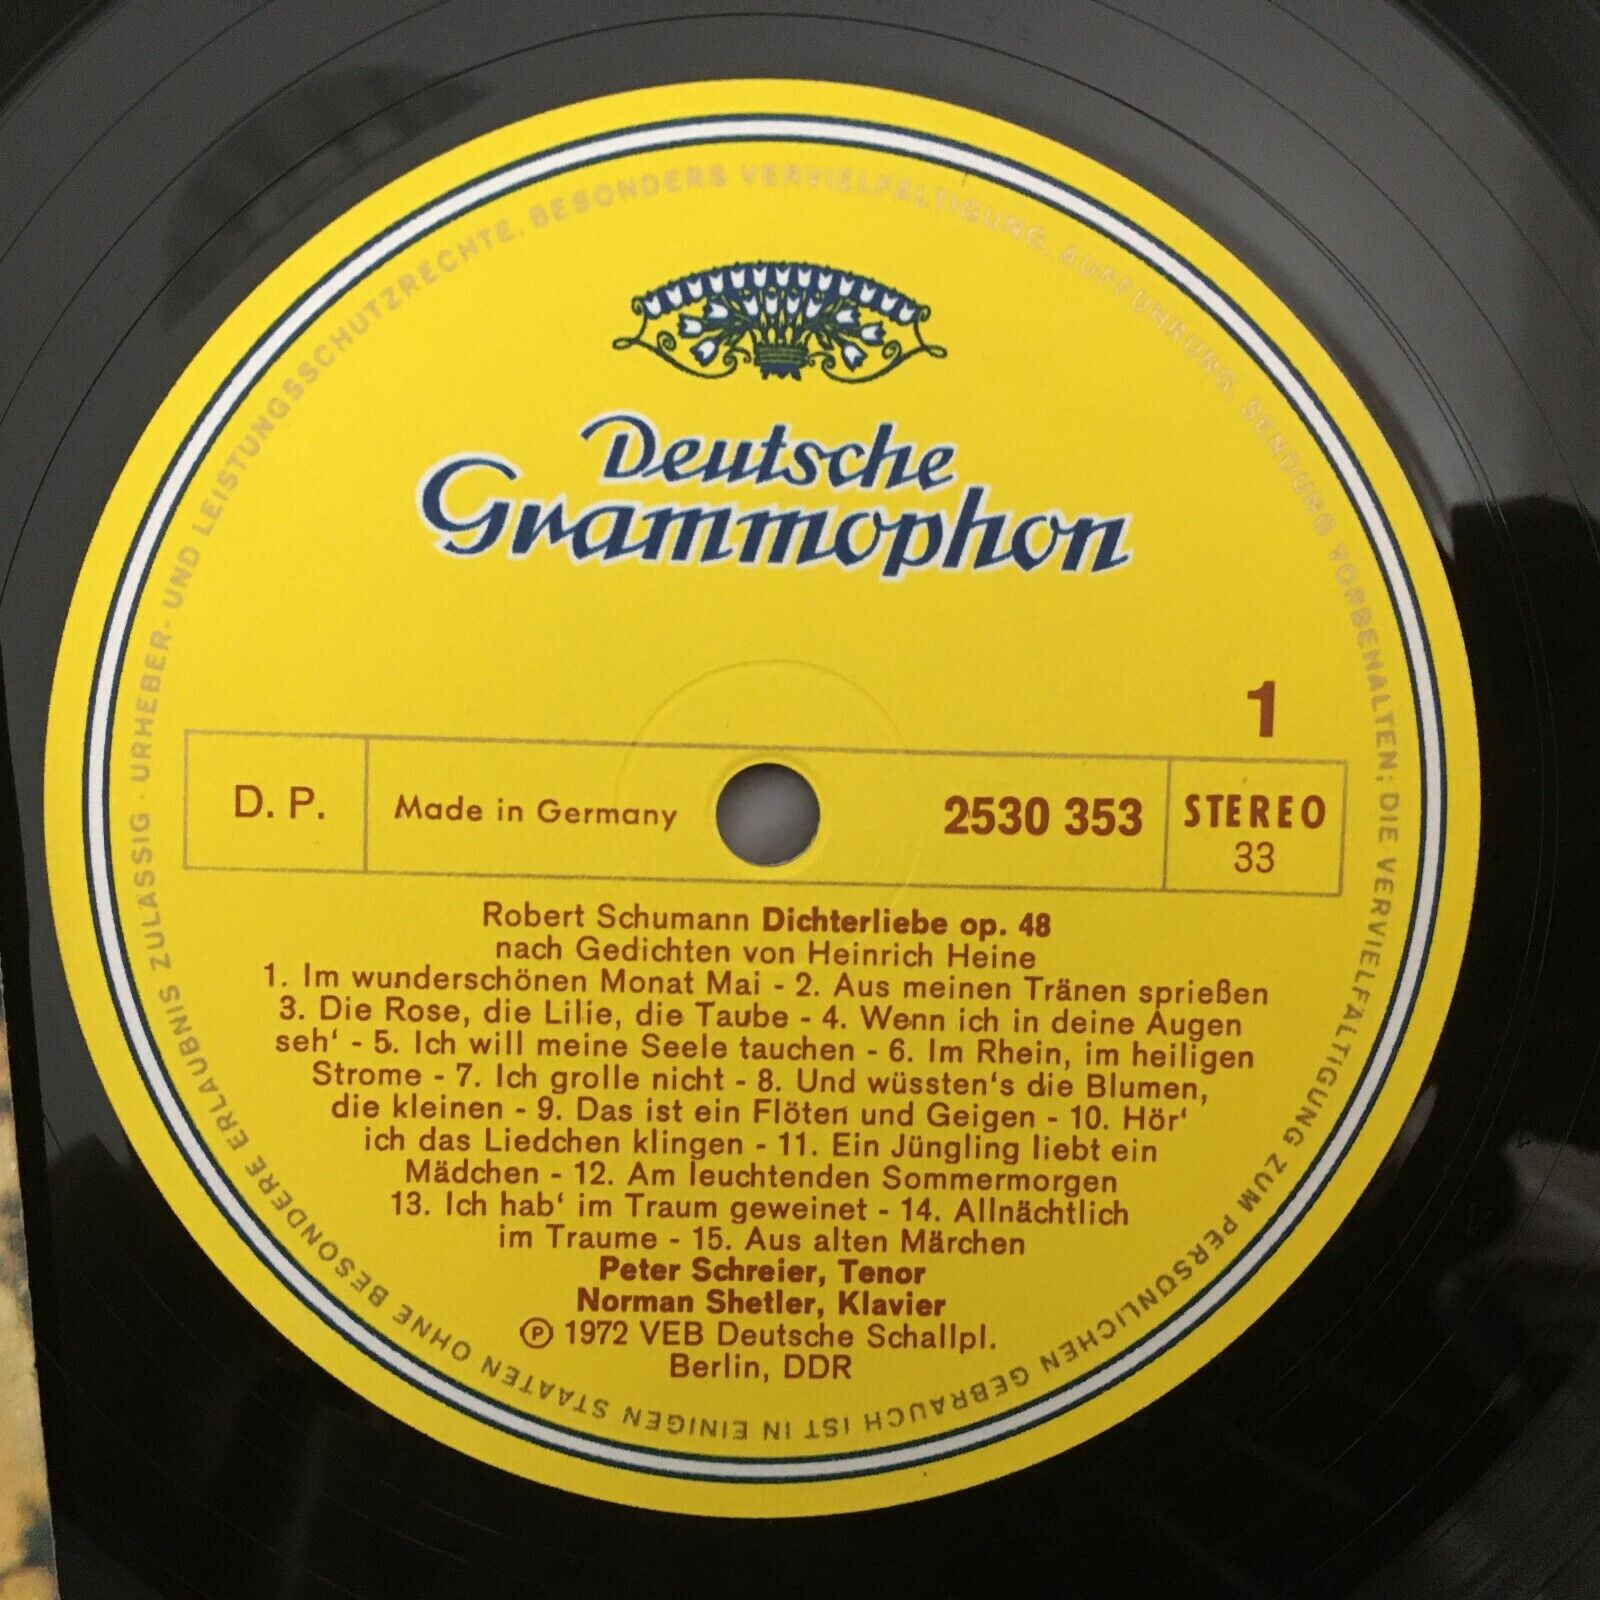 URHEBER- UND LEISTUNGSSCHUTZRECHTE, BESONDERS VERVIELFÄLTIGUNG, AUFFÜHRUNG, SENDUNG VORBEHALTEN; DIE VERVIELFÄLTIGUNG ZUM PERSÖNLICHEN GEBRAUCH IST IN EINIGEN STAATEN OHNE BESONDERE ERLAUBNIS ZULÄSSIG ·
Deutsche
Grammophon
1
D. P.
Made in Germany
2530 353
STEREO
33
Robert Schumann Dichterliebe op. 48
nach Gedichten von Heinrich Heine
1. Im wunderschönen Monat Mai - 2. Aus meinen Tränen sprießen
3. Die Rose, die Lilie, die Taube - 4. Wenn ich in deine Augen
seh' - 5. Ich will meine Seele tauchen - 6. Im Rhein, im heiligen
Strome - 7. Ich grolle nicht - 8. Und wüssten's die Blumen,
die kleinen - 9. Das ist ein Flöten und Geigen - 10. Hör'
ich das Liedchen klingen - 11. Ein Jüngling liebt ein
Mädchen - 12. Am leuchtenden Sommermorgen
13. Ich hab' im Traum geweinet - 14. Allnächtlich
im Traume - 15. Aus alten Märchen
Peter Schreier, Tenor
Norman Shetler, Klavier
℗ 1972 VEB Deutsche Schallpl.
Berlin, DDR